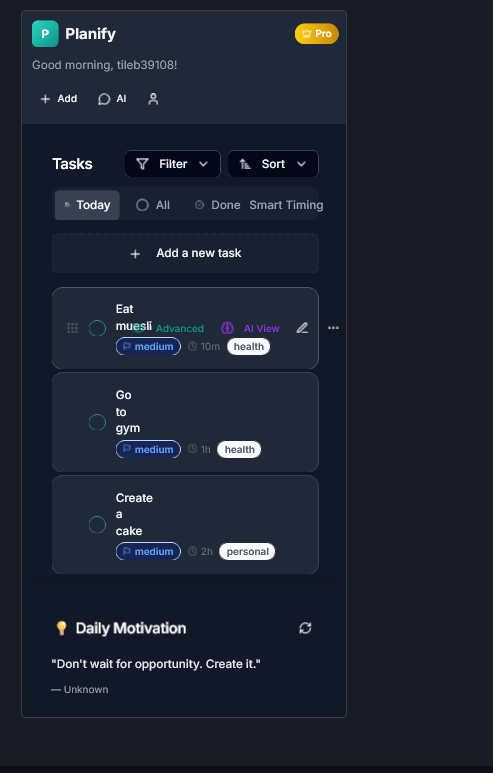 P Planify Pro
Good morning, tileb39108!
Add AI
Tasks Filter Sort
Today All Done Smart Timing
Add a new task
Eat
muesli Advanced AI View
medium 10m health
Go
to
gym
medium 1h health
Create
a
cake
medium 2h personal
Daily Motivation
"Don't wait for opportunity. Create it."
— Unknown